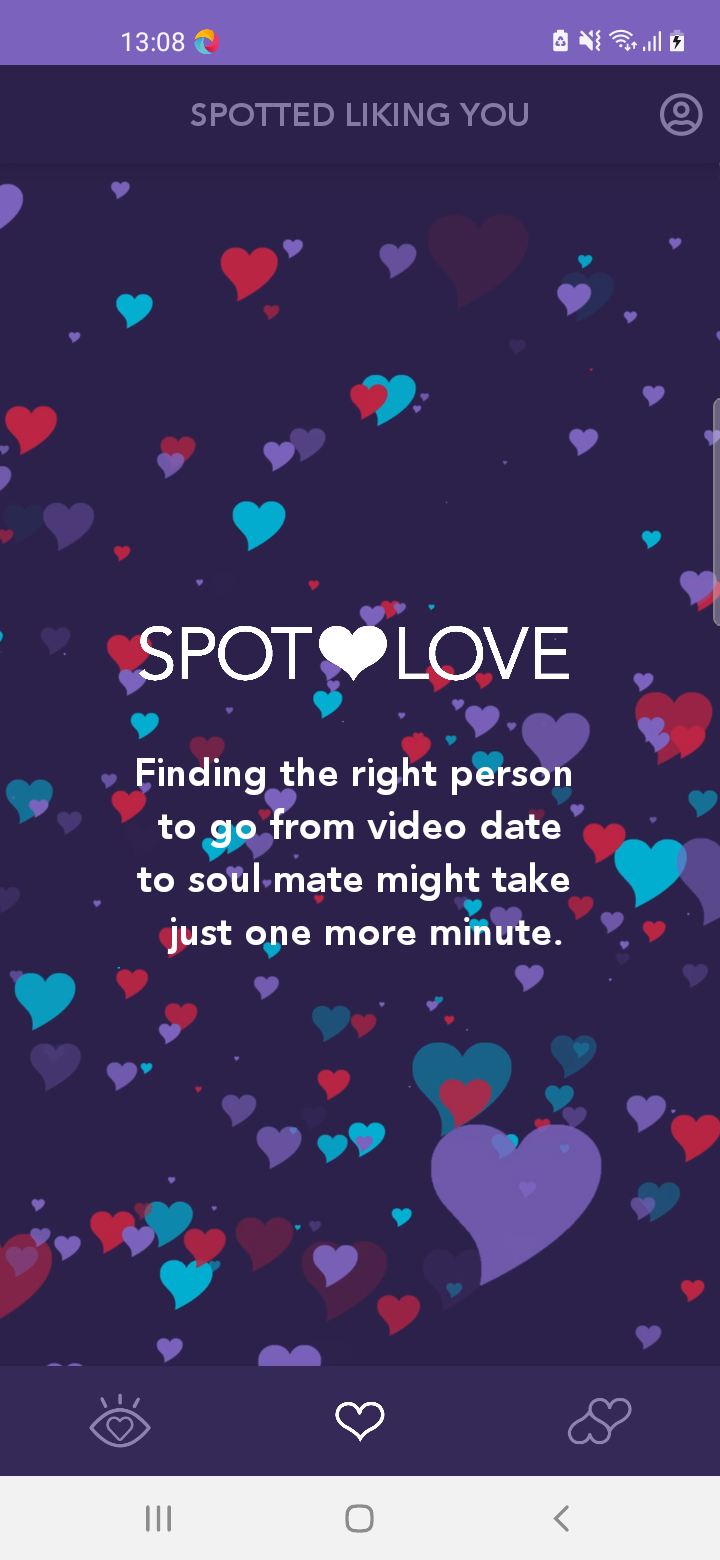 13:08
SPOTTED LIKING YOU
SPOT LOVE
Finding the right person
to go from video date
to soul mate might take
just one more minute.